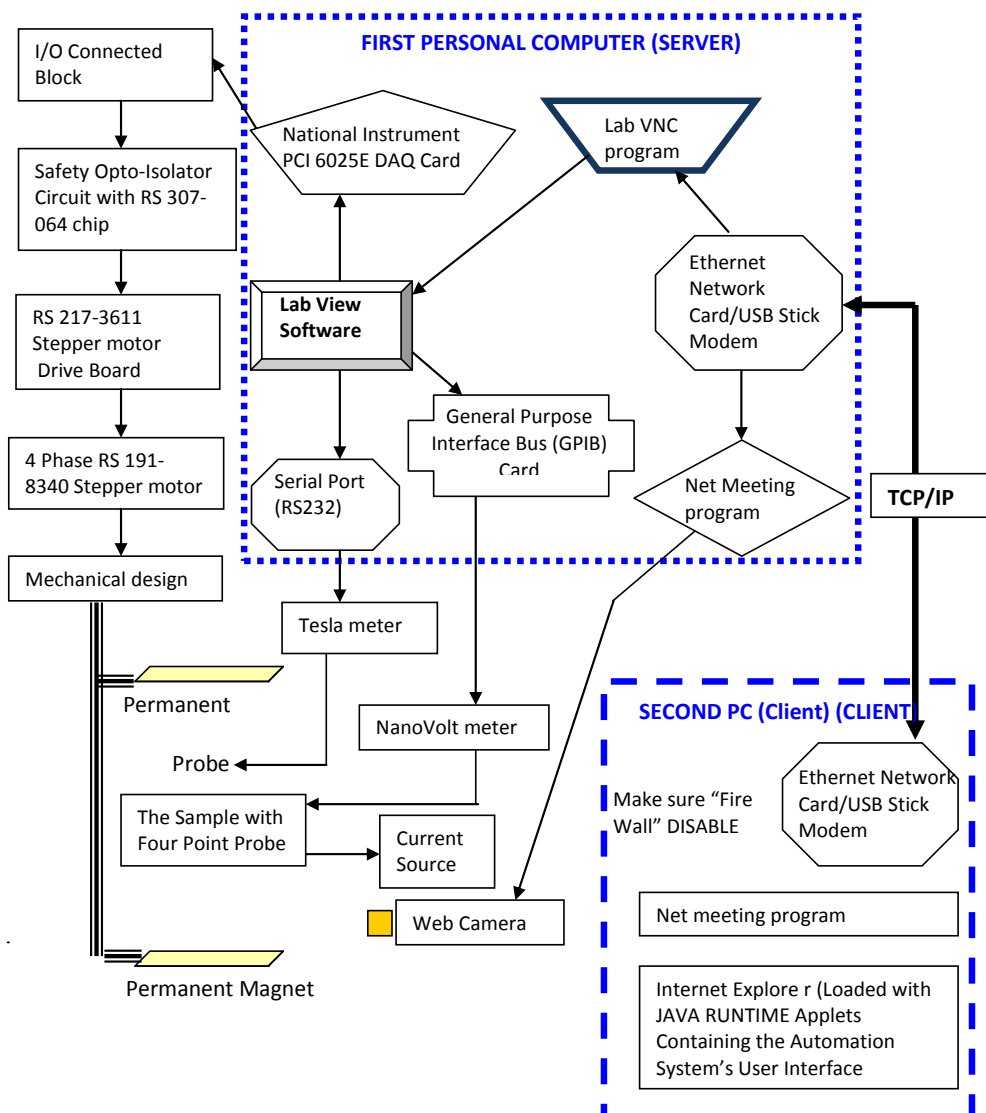 FIRST PERSONAL COMPUTER (SERVER)
I/O Connected
Block
National Instrument
PCI 6025E DAQ Card
Lab VNC
program
Safety Opto-Isolator
Circuit with RS 307-
064 chip
Ethernet
Network
Card/USB Stick
Modem
Lab View
Software
RS 217-3611
Stepper motor
Drive Board
General Purpose
Interface Bus (GPIB)
Card
4 Phase RS 191-
8340 Stepper motor
Serial Port
(RS232)
Net Meeting
program
TCP/IP
Mechanical design
Tesla meter
Permanent
NanoVolt meter
Probe
SECOND PC (Client) (CLIENT)
Ethernet Network
Card/USB Stick
Modem
Make sure “Fire
Wall” DISABLE
The Sample with
Four Point Probe
Current
Source
Web Camera
Net meeting program
.
Permanent Magnet
Internet Explore r (Loaded with
JAVA RUNTIME Applets
Containing the Automation
System’s User Interface